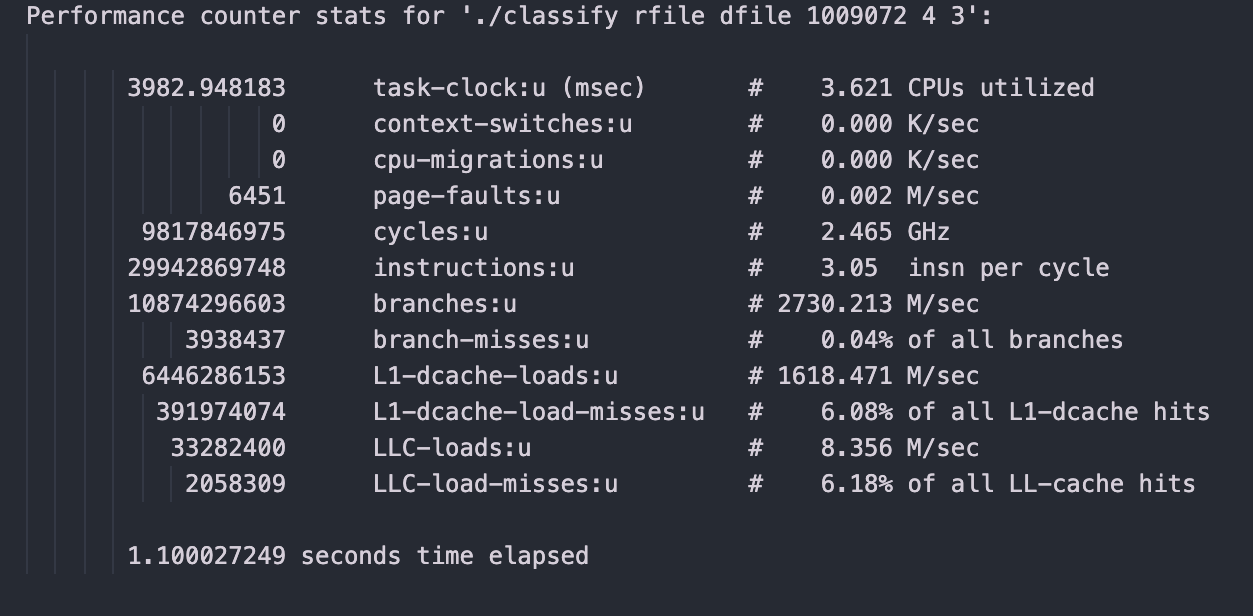 Performance counter stats for './classify rfile dfile 1009072 4 3':
3982.948183 task-clock:u (msec) # 3.621 CPUs utilized
0 context-switches:u # 0.000 K/sec
0 cpu-migrations:u # 0.000 K/sec
6451 page-faults:u # 0.002 M/sec
9817846975 cycles:u # 2.465 GHz
29942869748 instructions:u # 3.05 insn per cycle
10874296603 branches:u # 2730.213 M/sec
3938437 branch-misses:u # 0.04% of all branches
6446286153 L1-dcache-loads:u # 1618.471 M/sec
391974074 L1-dcache-load-misses:u # 6.08% of all L1-dcache hits
33282400 LLC-loads:u # 8.356 M/sec
2058309 LLC-load-misses:u # 6.18% of all LL-cache hits
1.100027249 seconds time elapsed